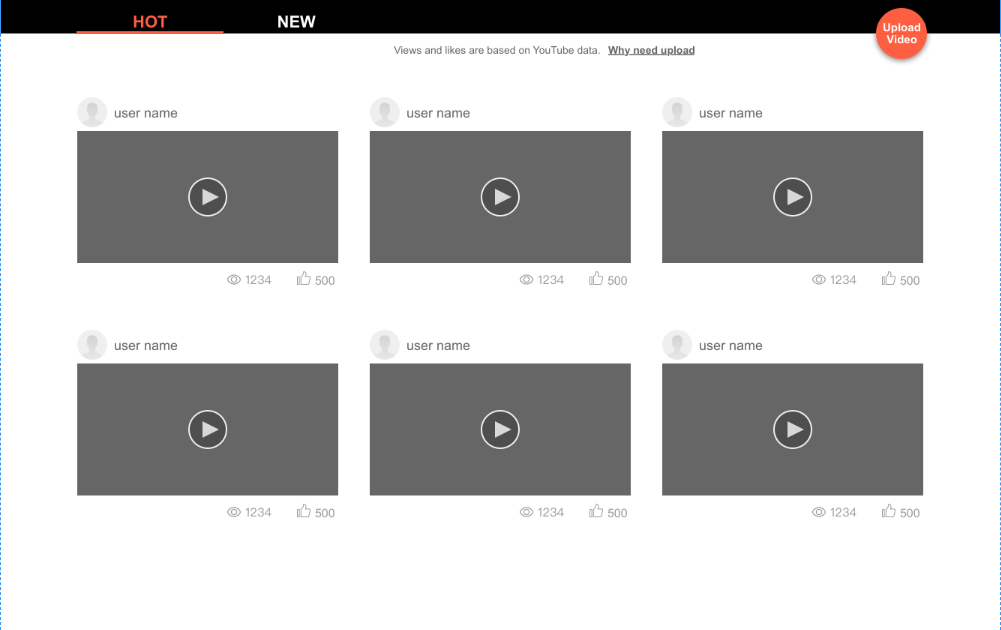 HOT NEW
Upload
Video
Views and likes are based on YouTube data. Why need upload
user name user name user name
1234 500 1234 500 1234 500
user name user name user name
1234 500 1234 500 1234 500